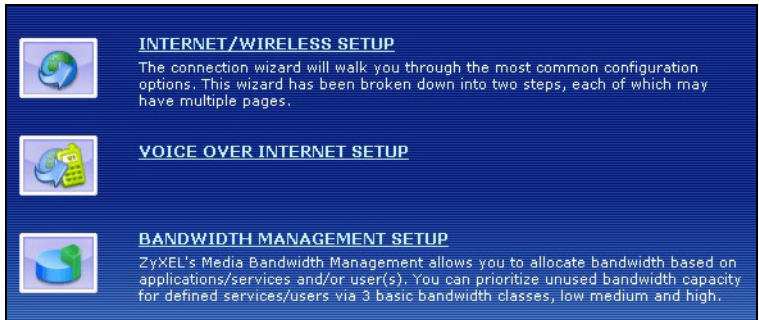 INTERNET/WIRELESS SETUP
The connection wizard will walk you through the most common configuration
options. This wizard has been broken down into two steps, each of which may
have multiple pages.
VOICE OVER INTERNET SETUP
BANDWIDTH MANAGEMENT SETUP
ZyXEL's Media Bandwidth Management allows you to allocate bandwidth based on
applications/services and/or user(s). You can prioritize unused bandwidth capacity
for defined services/users via 3 basic bandwidth classes, low medium and high.